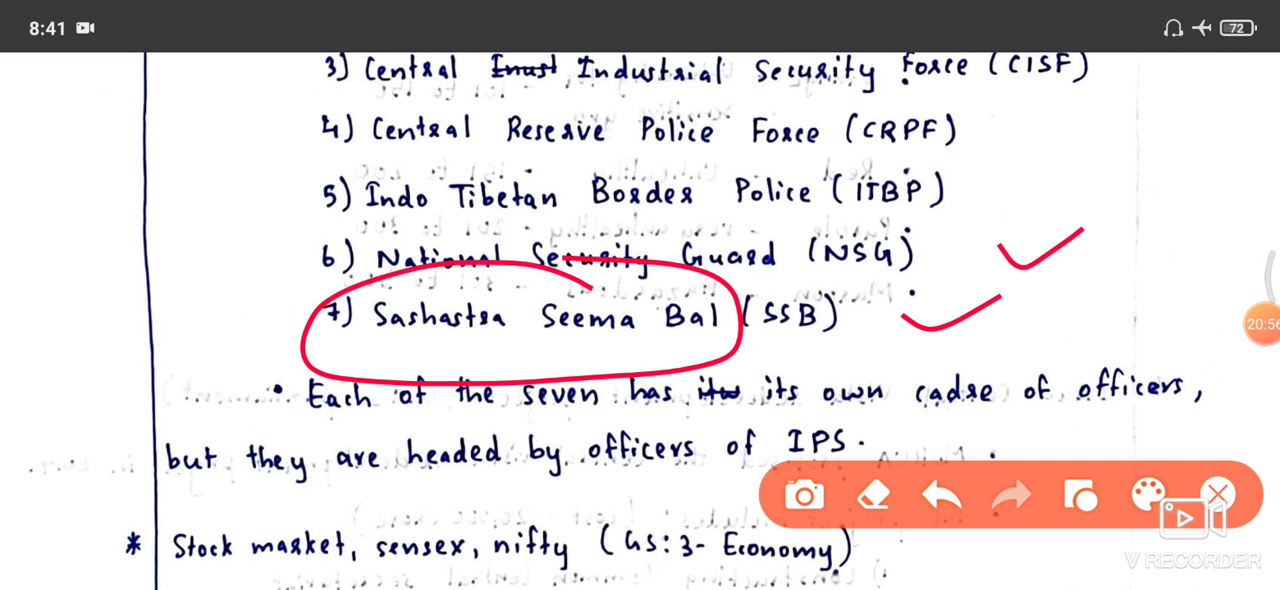 8:41
72
3) Central Inust Industrial Security Force (CISF)
4) Central Reserve Police Force (CRPF)
5) Indo Tibetan Border Police (ITBP)
6) National Security Guard (NSG)
7) Sashastra Seema Bal (SSB)
20:56
• Each of the seven has itw its own cadre of officers,
but they are headed by officers of IPS.
* Stock market, sensex, nifty (GS:3- Economy)
V RECORDER